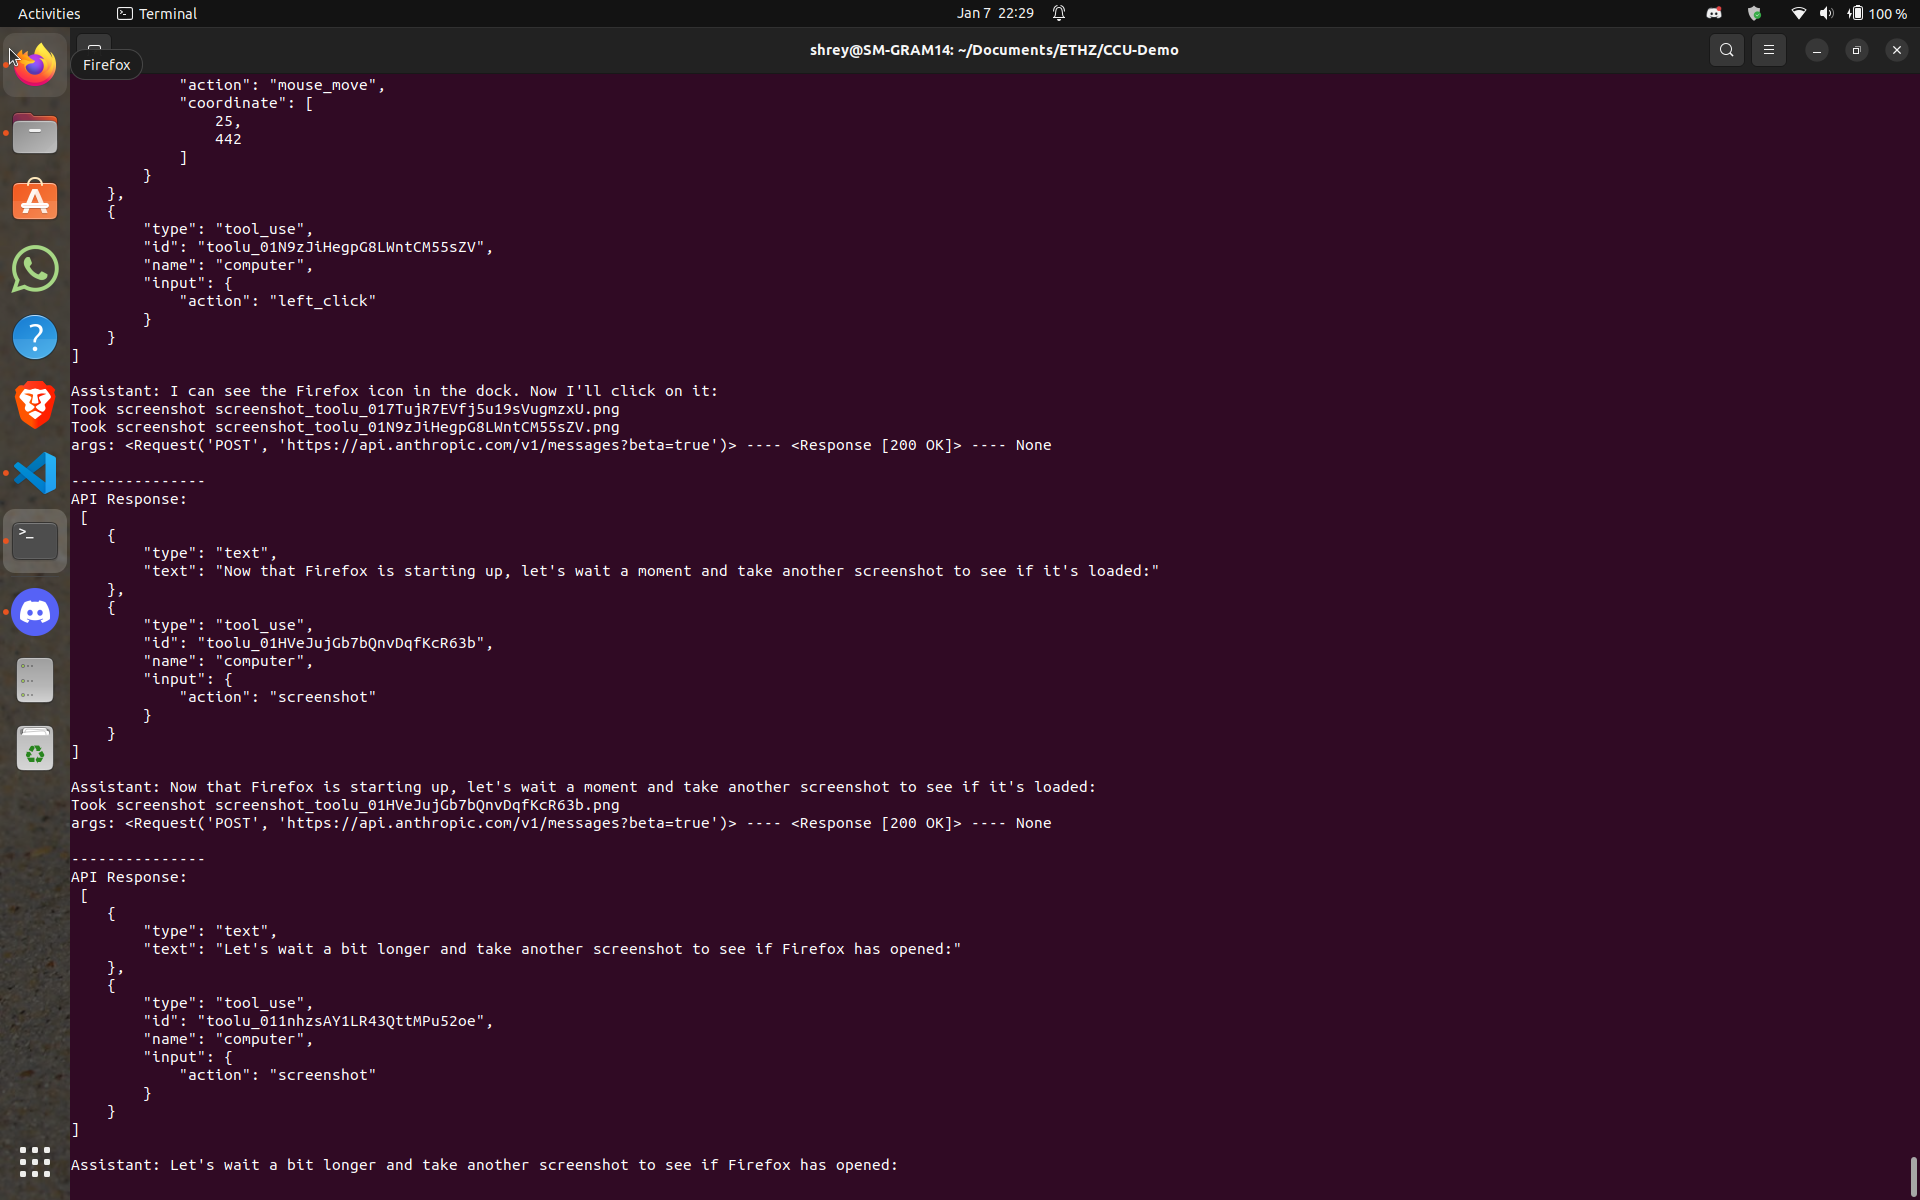 Activities
Terminal
Jan 7 22:29
100 %
shrey@SM-GRAM14: ~/Documents/ETHZ/CCU-Demo
Firefox
"action": "mouse_move",
"coordinate": [
25,
442
]
}
},
{
"type": "tool_use",
"id": "toolu_01N9zJiHegpG8LWntCM55sZV",
"name": "computer",
"input": {
"action": "left_click"
}
}
]
Assistant: I can see the Firefox icon in the dock. Now I'll click on it:
Took screenshot screenshot_toolu_017TujR7EVfj5u19sVugmzxU.png
Took screenshot screenshot_toolu_01N9zJiHegpG8LWntCM55sZV.png
args: <Request('POST', 'https://api.anthropic.com/v1/messages?beta=true')> ---- <Response [200 OK]> ---- None
---------------
API Response:
[
{
"type": "text",
"text": "Now that Firefox is starting up, let's wait a moment and take another screenshot to see if it's loaded:"
},
{
"type": "tool_use",
"id": "toolu_01HVeJujGb7bQnvDqfKcR63b",
"name": "computer",
"input": {
"action": "screenshot"
}
}
]
Assistant: Now that Firefox is starting up, let's wait a moment and take another screenshot to see if it's loaded:
Took screenshot screenshot_toolu_01HVeJujGb7bQnvDqfKcR63b.png
args: <Request('POST', 'https://api.anthropic.com/v1/messages?beta=true')> ---- <Response [200 OK]> ---- None
---------------
API Response:
[
{
"type": "text",
"text": "Let's wait a bit longer and take another screenshot to see if Firefox has opened:"
},
{
"type": "tool_use",
"id": "toolu_011nhzsAY1LR43QttMPu52oe",
"name": "computer",
"input": {
"action": "screenshot"
}
}
]
Assistant: Let's wait a bit longer and take another screenshot to see if Firefox has opened: